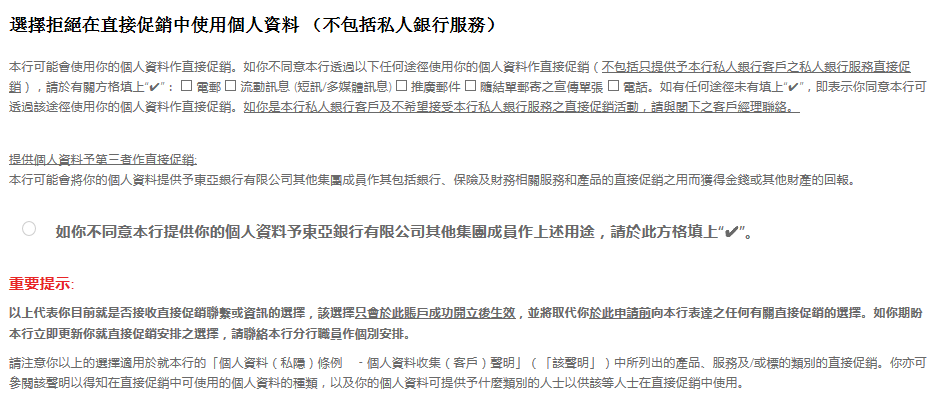 選擇拒絕在直接促銷中使用個人資料 （不包括私人銀行服務）
本行可能會使用你的個人資料作直接促銷。如你不同意本行透過以下任何途徑使用你的個人資料作直接促銷（不包括只提供予本行私人銀行客戶之私人銀行服務直接促
銷），請於有關方格填上“✔”：☐ 電郵 ☐ 流動訊息 (短訊/多媒體訊息) ☐ 推廣郵件 ☐ 隨結單郵寄之宣傳單張 ☐ 電話。如有任何途徑未有填上“✔”，即表示你同意本行可
透過該途徑使用你的個人資料作直接促銷。如你是本行私人銀行客戶及不希望接受本行私人銀行服務之直接促銷活動，請與閣下之客戶經理聯絡。
提供個人資料予第三者作直接促銷:
本行可能會將你的個人資料提供予東亞銀行有限公司其他集團成員作其包括銀行、保險及財務相關服務和產品的直接促銷之用而獲得金錢或其他財產的回報。
如你不同意本行提供你的個人資料予東亞銀行有限公司其他集團成員作上述用途，請於此方格填上“✔”。
重要提示:
以上代表你目前就是否接收直接促銷聯繫或資訊的選擇，該選擇只會於此賬戶成功開立後生效，並將取代你於此申請前向本行表達之任何有關直接促銷的選擇。如你期盼
本行立即更新你就直接促銷安排之選擇，請聯絡本行分行職員作個別安排。
請注意你以上的選擇適用於就本行的「個人資料（私隱）條例　- 個人資料收集（客戶）聲明」（「該聲明」）中所列出的產品、服務及/或標的類別的直接促銷。你亦可
參閱該聲明以得知在直接促銷中可使用的個人資料的種類，以及你的個人資料可提供予什麼類別的人士以供該等人士在直接促銷中使用。